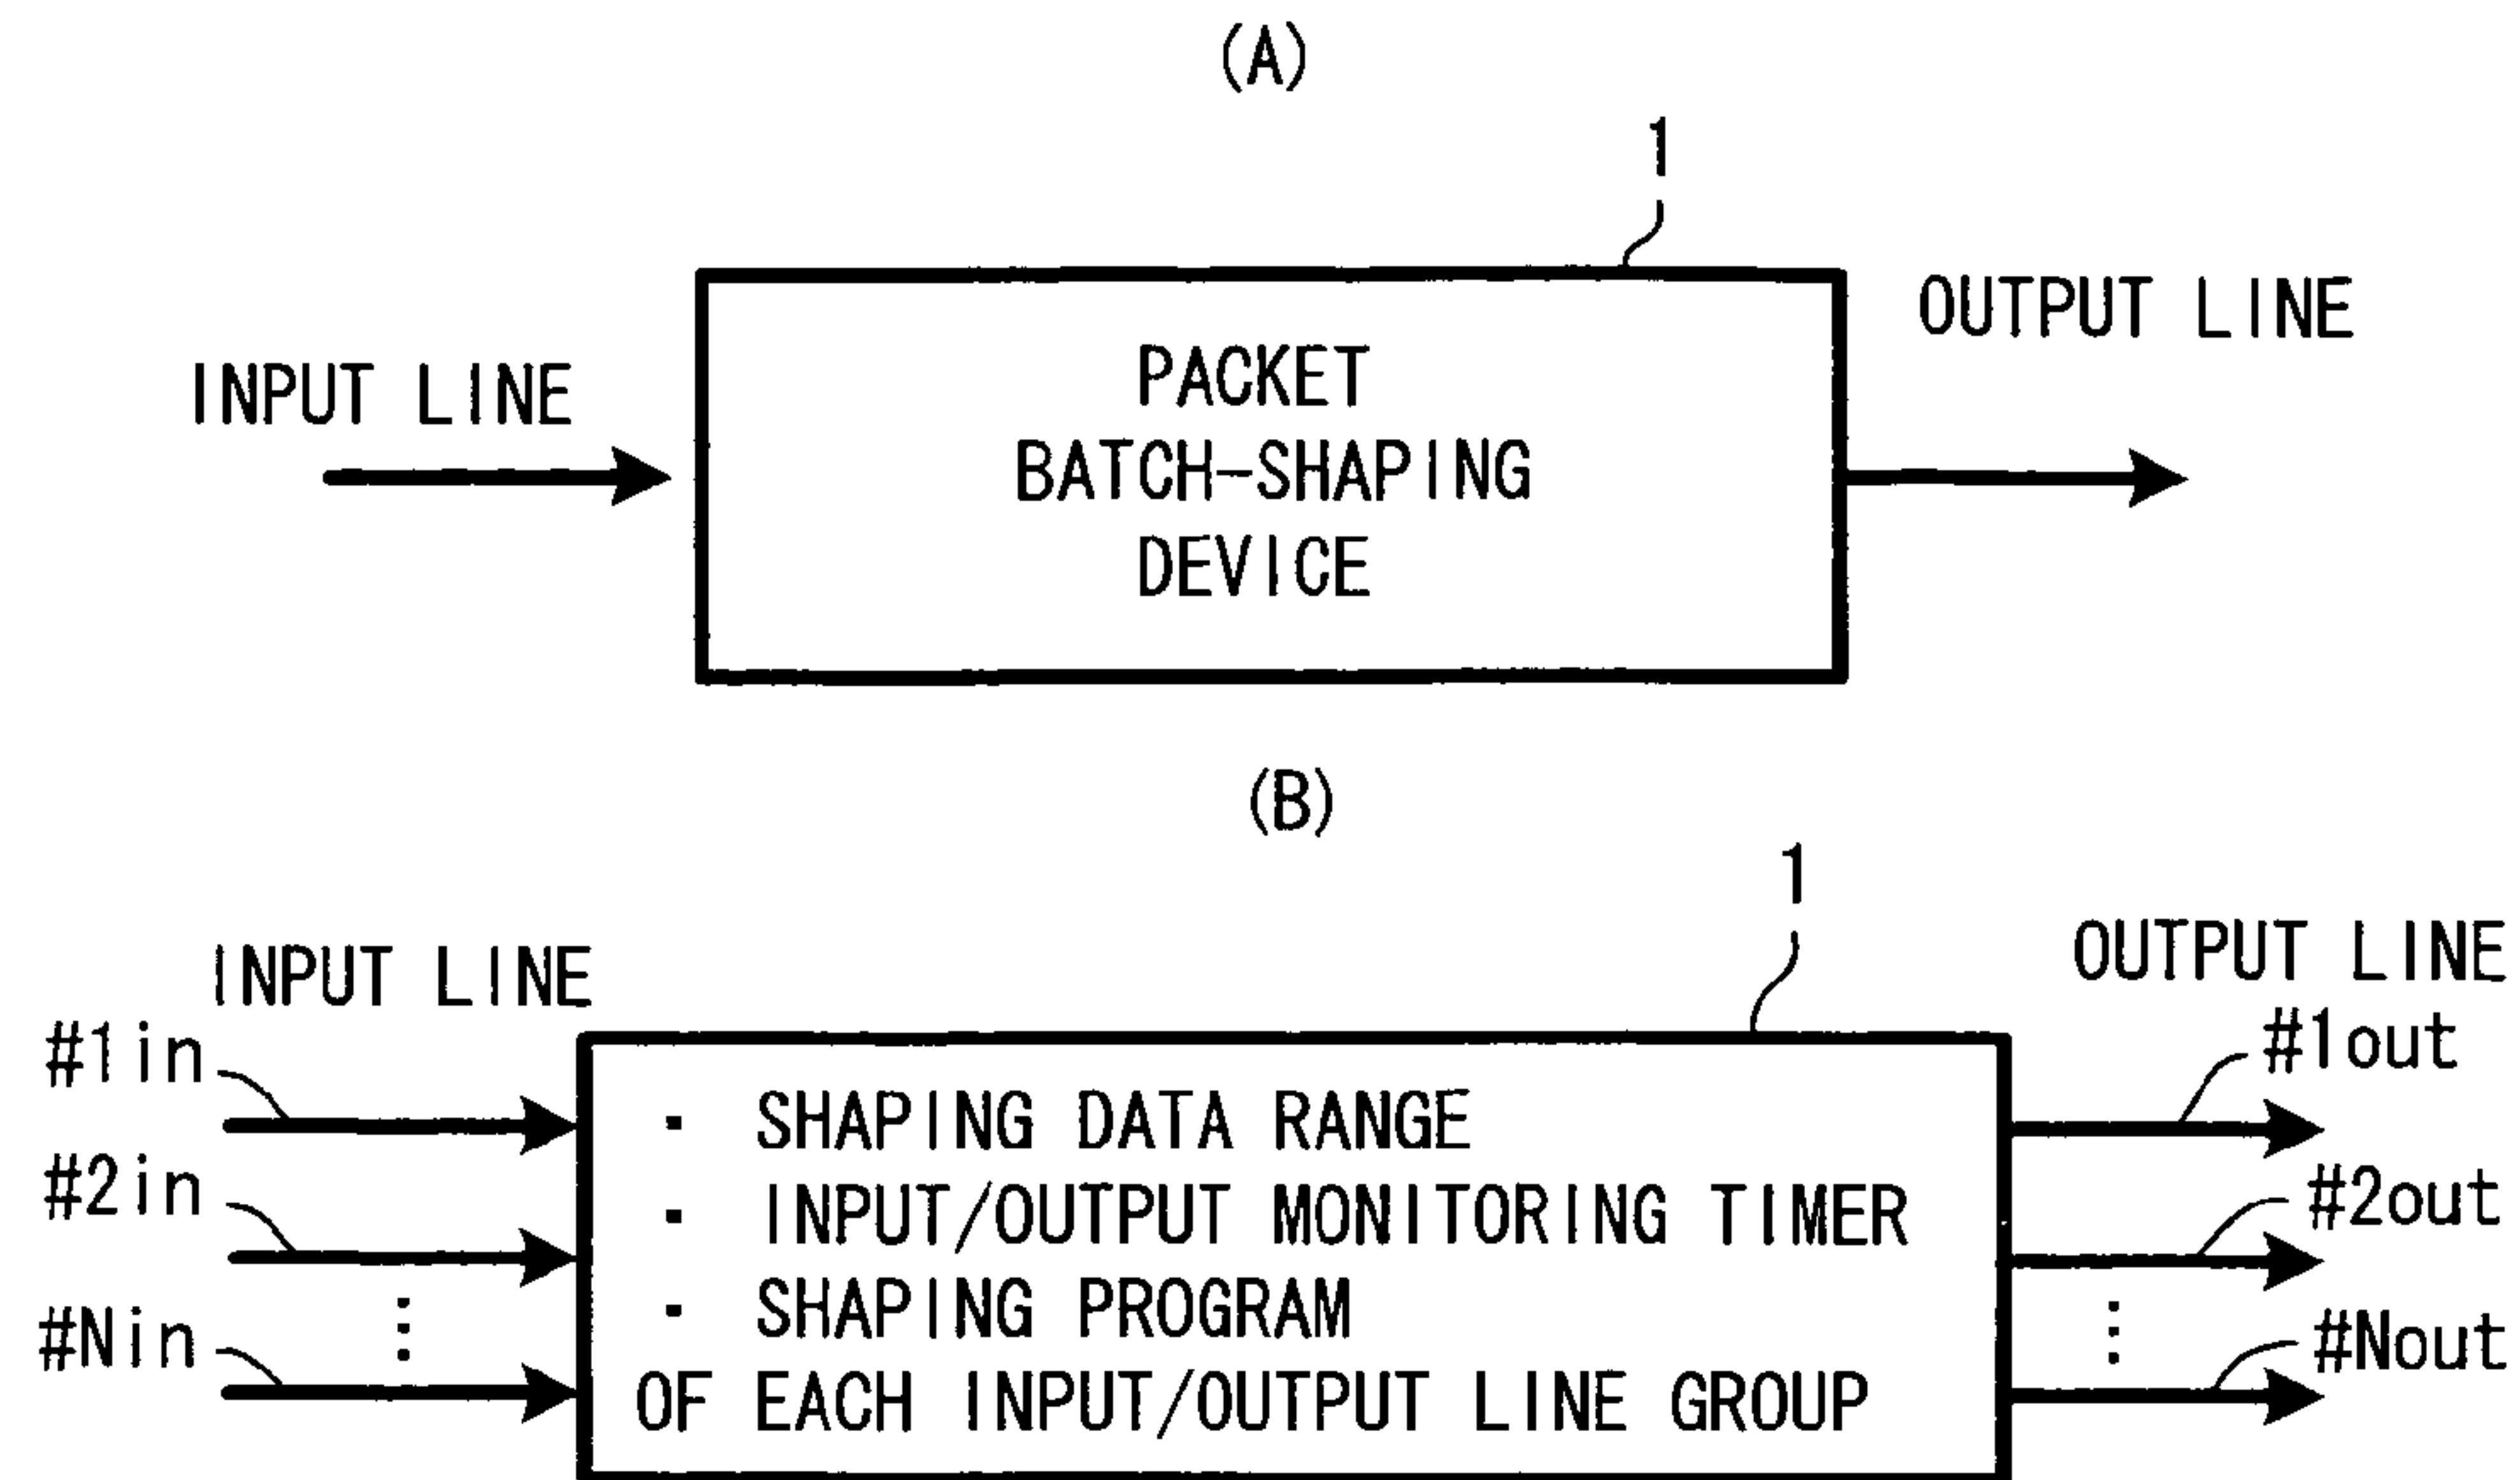 (A)
1
INPUT LINE
OUTPUT LINE
PACKET
BATCH-SHAPING
DEVICE
(B)
1
INPUT LINE
OUTPUT LINE
#1in
#1out
#2in
#2out
#Nin
#Nout
· SHAPING DATA RANGE
· INPUT/OUTPUT MONITORING TIMER
· SHAPING PROGRAM
OF EACH INPUT/OUTPUT LINE GROUP